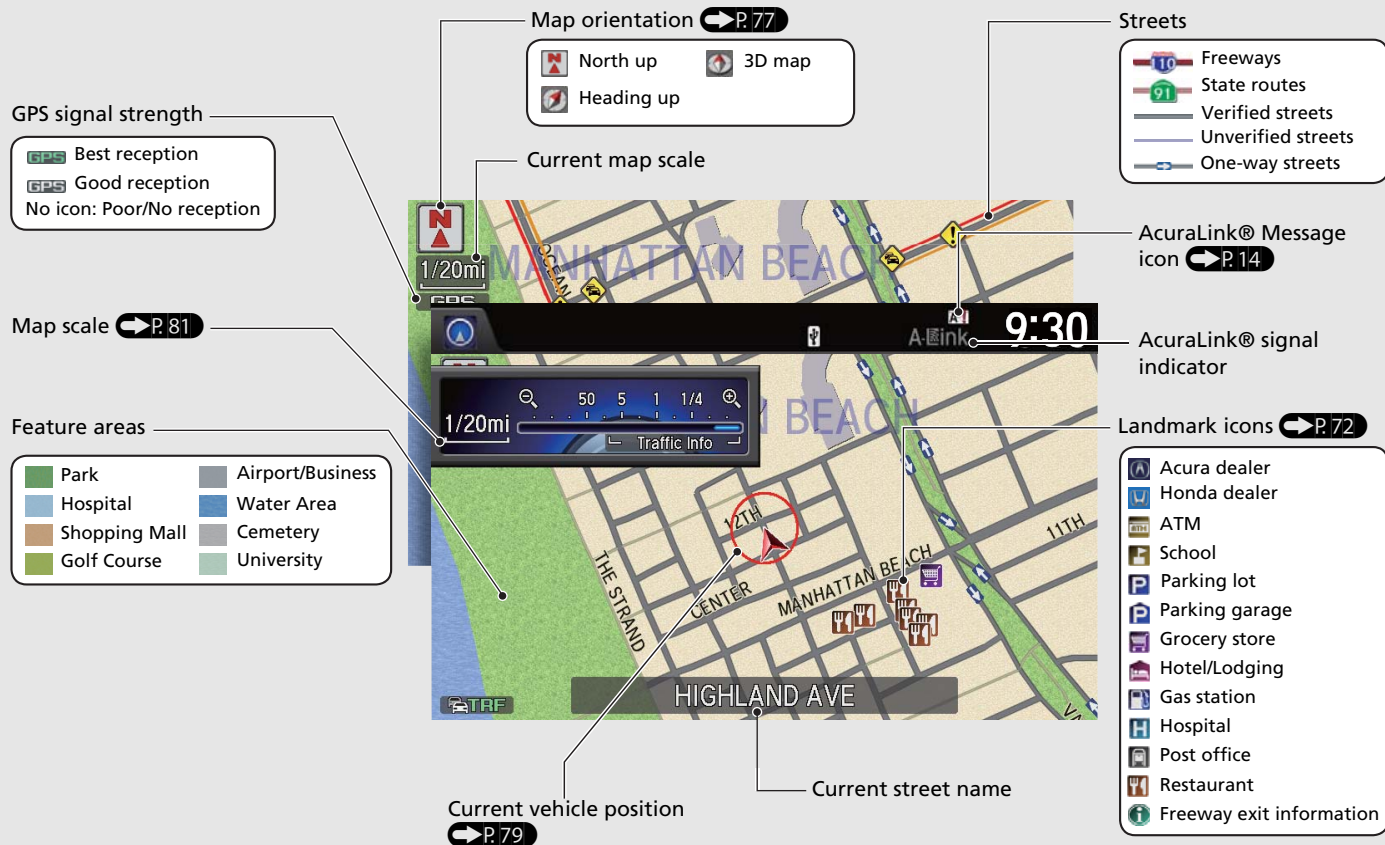 Map orientation P. 77
North up
3D map
Heading up
Streets
I-10 Freeways
91 State routes
Verified streets
Unverified streets
One-way streets
GPS signal strength
GPS Best reception
GPS Good reception
No icon: Poor/No reception
Current map scale
AcuraLink® Message
icon P. 14
AcuraLink® signal
indicator
Map scale P. 81
Feature areas
Park
Airport/Business
Hospital
Water Area
Shopping Mall
Cemetery
Golf Course
University
Landmark icons P. 72
Acura dealer
Honda dealer
ATM
School
P Parking lot
P Parking garage
Grocery store
Hotel/Lodging
Gas station
H Hospital
Post office
Restaurant
Freeway exit information
N
1/20mi
GPS
MANHATTAN BEACH
OCEAN
9:30
1/20mi
50 5 1 1/4
Traffic Info
AN BEACH
12TH
11TH
MANHATTAN BEACH
CENTER
THE STRAND
TRF
HIGHLAND AVE
Current vehicle position
P. 79
Current street name